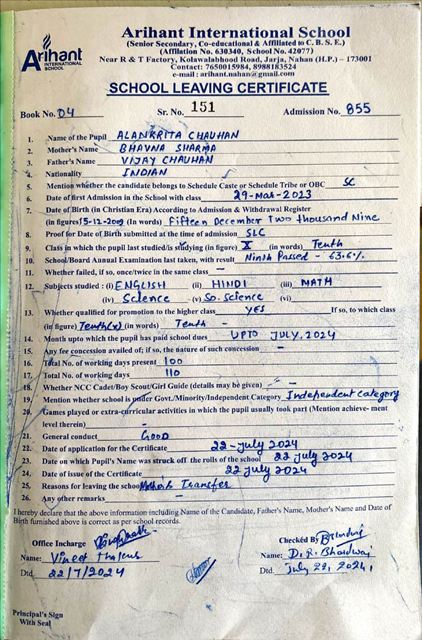 Arihant International School
(Senior Secondary, Co-educational & Affiliated to C. B. S. E.)
(Affilation No. 630340, School No. 42077)
Near R & T Factory, Kolawalabhood Road, Jarja, Nahan (H.P.) – 173001
Contact: 7650015984, 8988183524
e-mail : arihant.nahan@gmail.com
Arihant
INTERNATIONAL
SCHOOL
SCHOOL LEAVING CERTIFICATE
Book No. 04 Sr. No. 151 Admission No. 855
1. Name of the Pupil ALANKRITA CHAUHAN
2. Mother's Name BHAVNA SHARMA
3. Father's Name VIJAY CHAUHAN
4. Nationality INDIAN
5. Mention whether the candidate belongs to Schedule Caste or Schedule Tribe or OBC SC
6. Date of first Admission in the School with class 29-Mar-2023
7. Date of Birth (in Christian Era) According to Admission & Withdrawal Register
(in figures) 15-12-2009 (In words) Fifteen December Two thousand Nine
8. Proof for Date of Birth submitted at the time of admission SLC
9. Class in which the pupil last studied/is studying (in figure) X (in words) Tenth
10. School/Board Annual Examination last taken, with result Ninth Passed - 63.6%
11. Whether failed, if so, once/twice in the same class –
12. Subjects studied : (i) ENGLISH (ii) HINDI (iii) MATH
(iv) Science (v) So. Science (vi)
13. Whether qualified for promotion to the higher class YES If so, to which class
(in figure) Tenth (X) (in words) Tenth -
14. Month upto which the pupil has paid school dues UPTO JULY, 2024
15. Any fee concession availed of; if so, the nature of such concession –
16. Total No. of working days present 100
17. Total No. of working days 110
18. Whether NCC Cadet/Boy Scout/Girl Guide (details may be given) –
19. Mention whether school is under Govt./Minority/Independent Category Independent category
20. Games played or extra-curricular activities in which the pupil usually took part (Mention achieve- ment
level therein) –
21. General conduct GOOD
22. Date of application for the Certificate 22-July 2024
23. Date on which Pupil's Name was struck off the rolls of the school 22 July 2024
24. Date of issue of the Certificate 22 July 2024
25. Reasons for leaving the school Mother's Transfer
26. Any other remarks –
I hereby declare that the above information including Name of the Candidate, Father's Name, Mother's Name and Date of
Birth furnished above is correct as per school records.
Office Incharge Checked By
Name: Vineet Name: D. R. Bhardwaj
Dtd. 22/7/2024 Dtd. July 22, 2024
Principal's Sign
With Seal